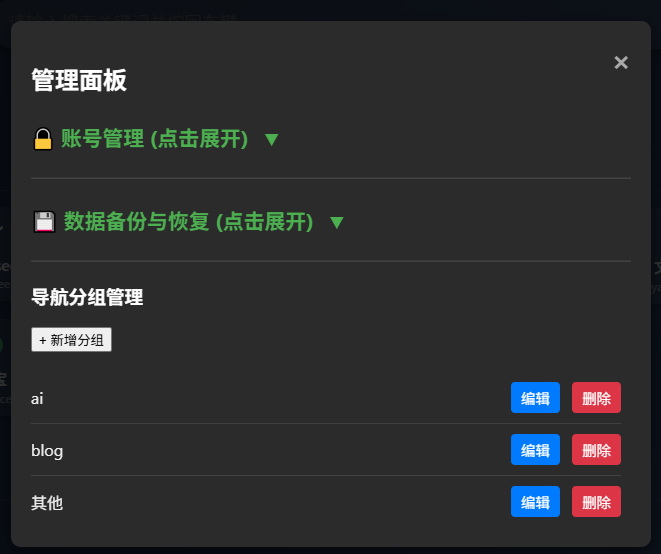 ×
管理面板
🔒 账号管理 (点击展开) ▼
💾 数据备份与恢复 (点击展开) ▼
导航分组管理
+ 新增分组
ai 编辑 删除
blog 编辑 删除
其他 编辑 删除